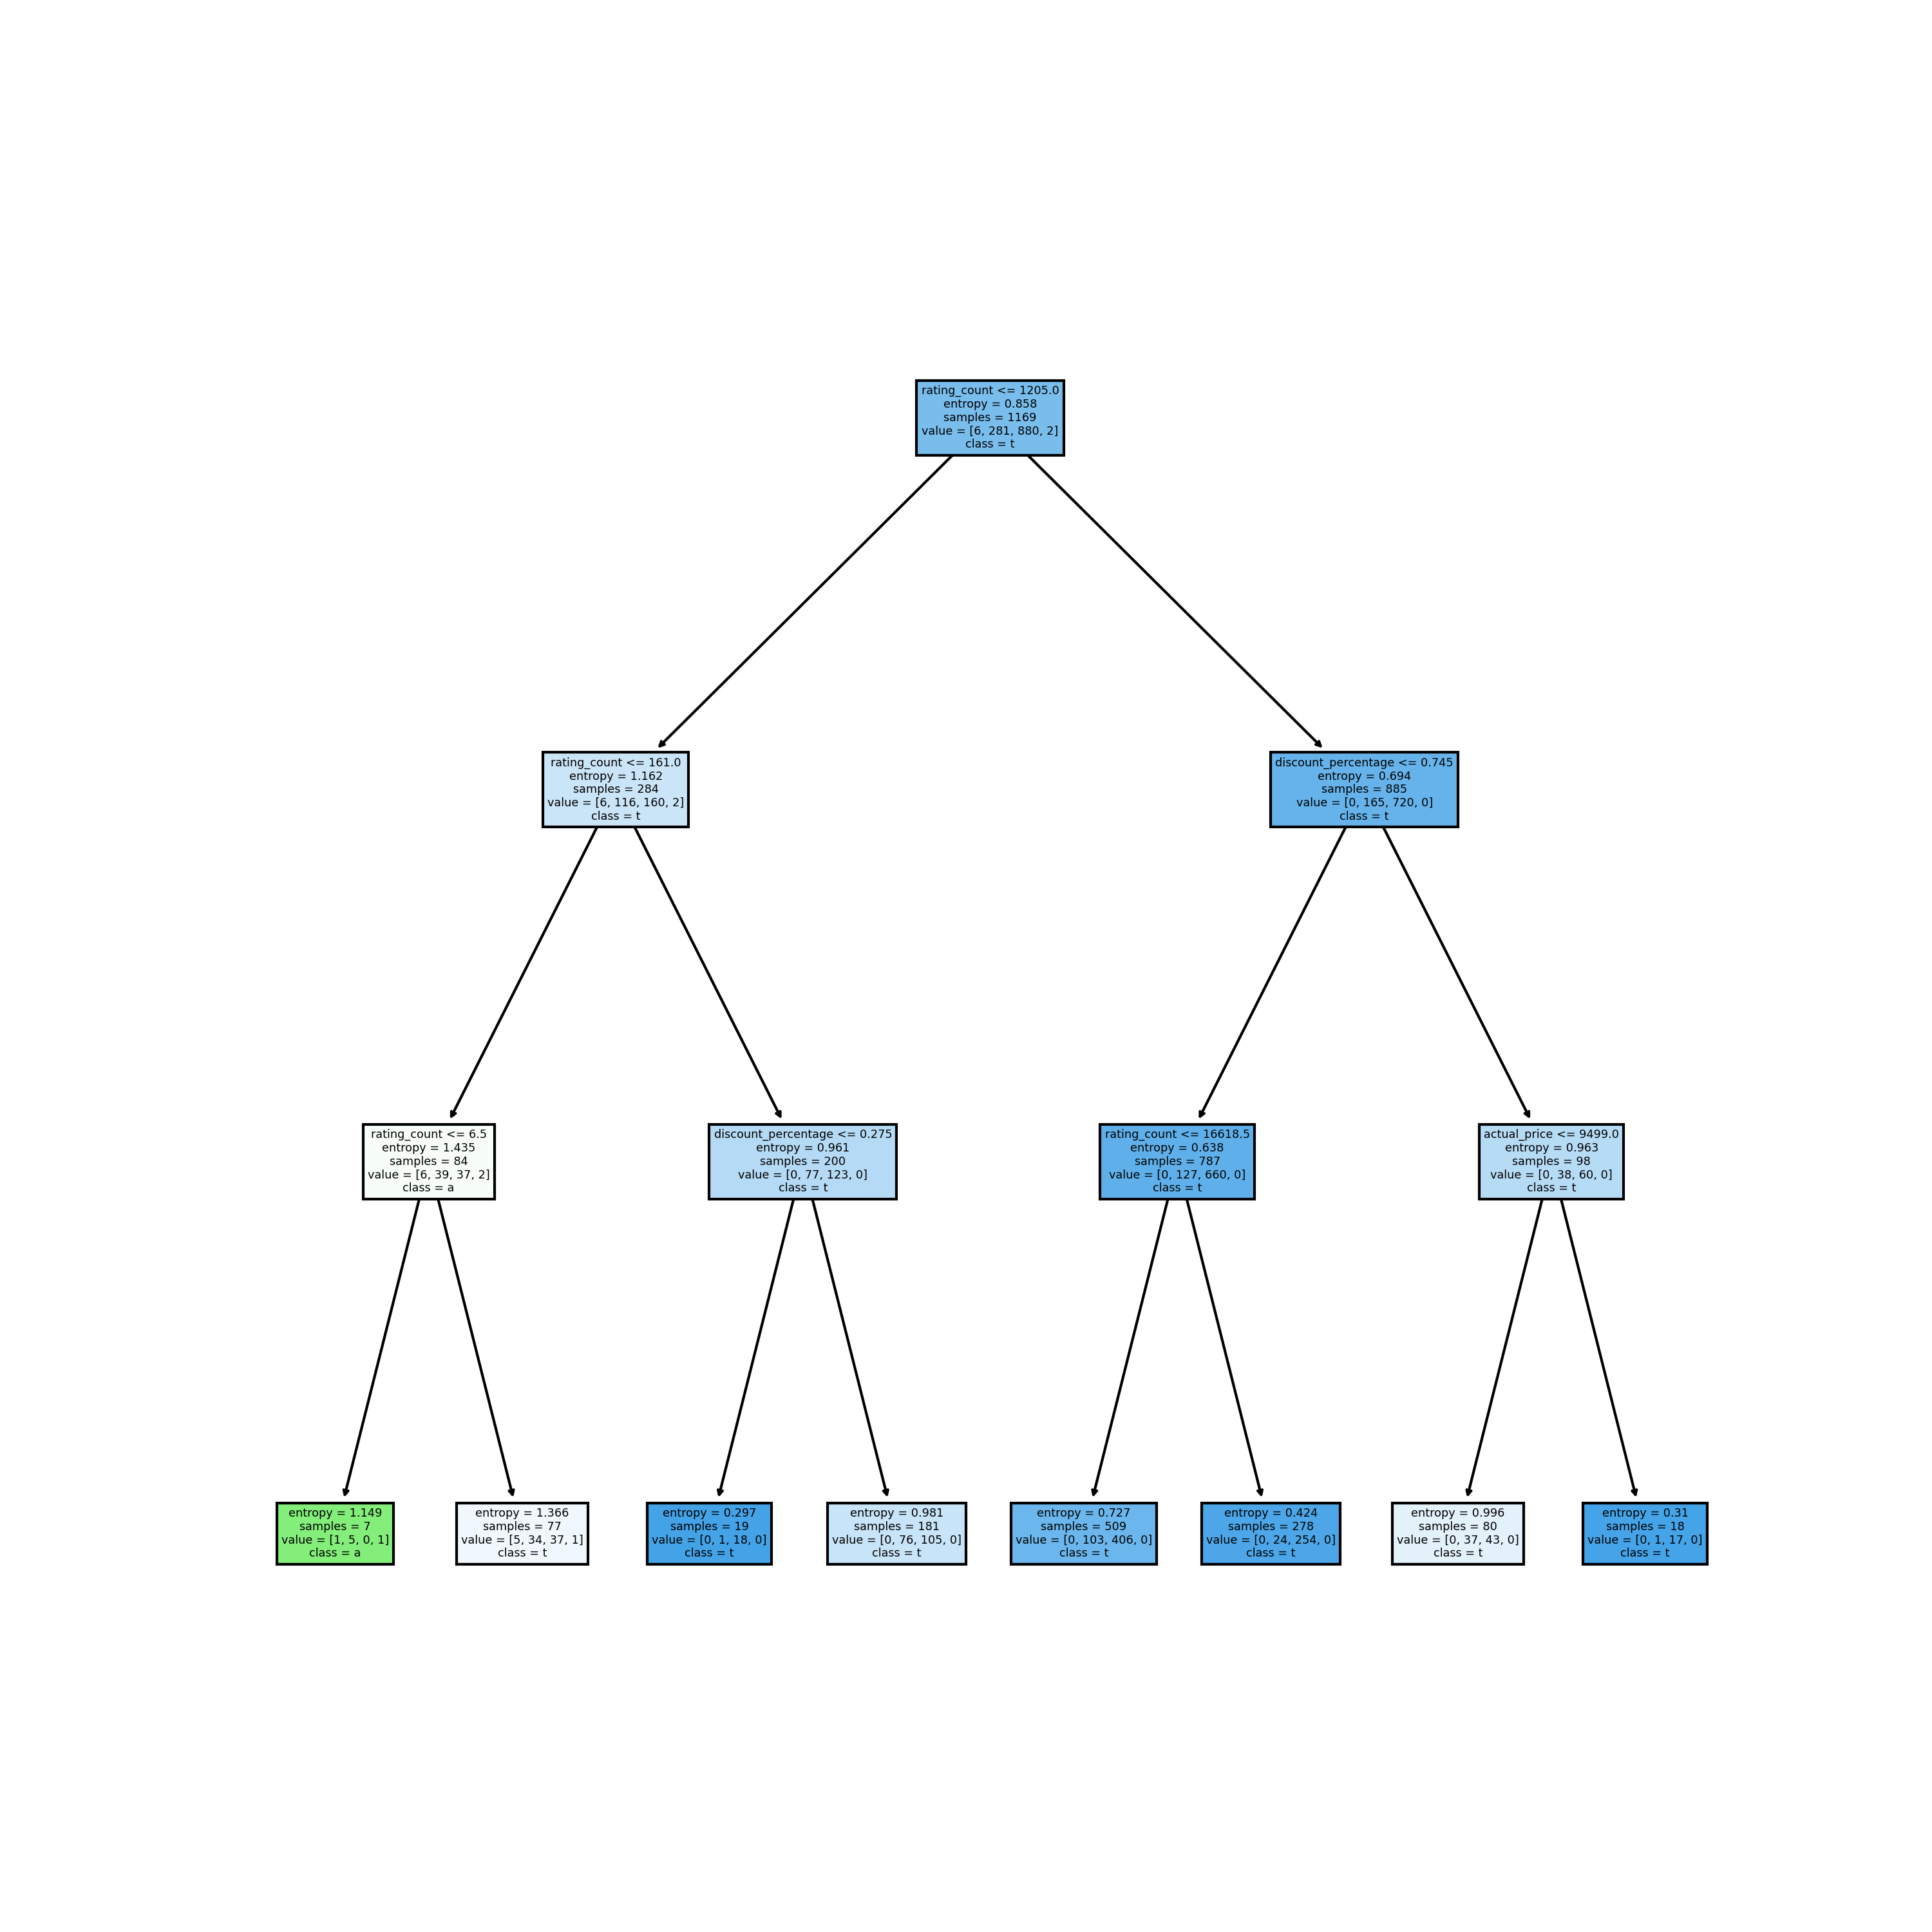 rating_count <= 1205.0
entropy = 0.858
samples = 1169
value = [6, 281, 880, 2]
class = t
rating_count <= 161.0
entropy = 1.162
samples = 284
value = [6, 116, 160, 2]
class = t
discount_percentage <= 0.745
entropy = 0.694
samples = 885
value = [0, 165, 720, 0]
class = t
rating_count <= 6.5
entropy = 1.435
samples = 84
value = [6, 39, 37, 2]
class = a
discount_percentage <= 0.275
entropy = 0.961
samples = 200
value = [0, 77, 123, 0]
class = t
rating_count <= 16618.5
entropy = 0.638
samples = 787
value = [0, 127, 660, 0]
class = t
actual_price <= 9499.0
entropy = 0.963
samples = 98
value = [0, 38, 60, 0]
class = t
entropy = 1.149
samples = 7
value = [1, 5, 0, 1]
class = a
entropy = 1.366
samples = 77
value = [5, 34, 37, 1]
class = t
entropy = 0.297
samples = 19
value = [0, 1, 18, 0]
class = t
entropy = 0.981
samples = 181
value = [0, 76, 105, 0]
class = t
entropy = 0.727
samples = 509
value = [0, 103, 406, 0]
class = t
entropy = 0.424
samples = 278
value = [0, 24, 254, 0]
class = t
entropy = 0.996
samples = 80
value = [0, 37, 43, 0]
class = t
entropy = 0.31
samples = 18
value = [0, 1, 17, 0]
class = t